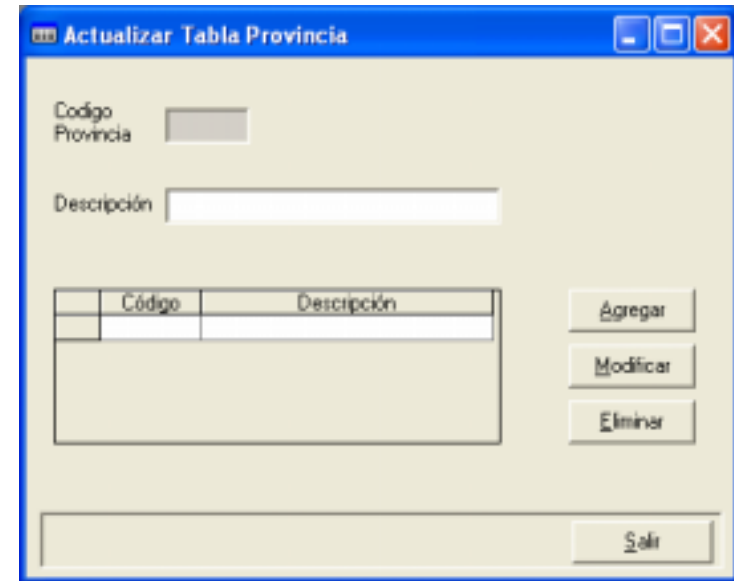 Actualizar Tabla Provincia
Codigo
Provincia
Descripción
Código Descripción
Agregar
Modificar
Eliminar
Salir